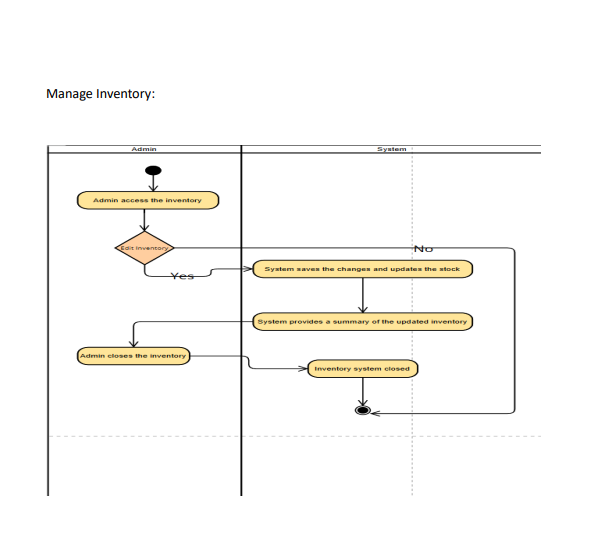 Manage Inventory:
Admin
System
Admin access the inventory
Edit Inventory
No
Yes
System saves the changes and updates the stock
System provides a summary of the updated inventory
Admin closes the inventory
Inventory system closed